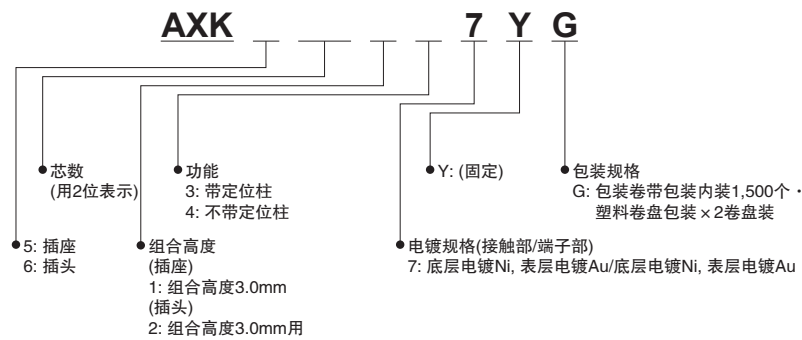 AXK 7 Y G
芯数
(用2位表示)
功能
3: 带定位柱
4: 不带定位柱
Y: (固定)
包装规格
G: 包装卷带包装内装1,500个・
塑料卷盘包装×2卷盘装
5: 插座
6: 插头
组合高度
(插座)
1: 组合高度3.0mm
(插头)
2: 组合高度3.0mm用
电镀规格(接触部/端子部)
7: 底层电镀Ni, 表层电镀Au/底层电镀Ni, 表层电镀Au